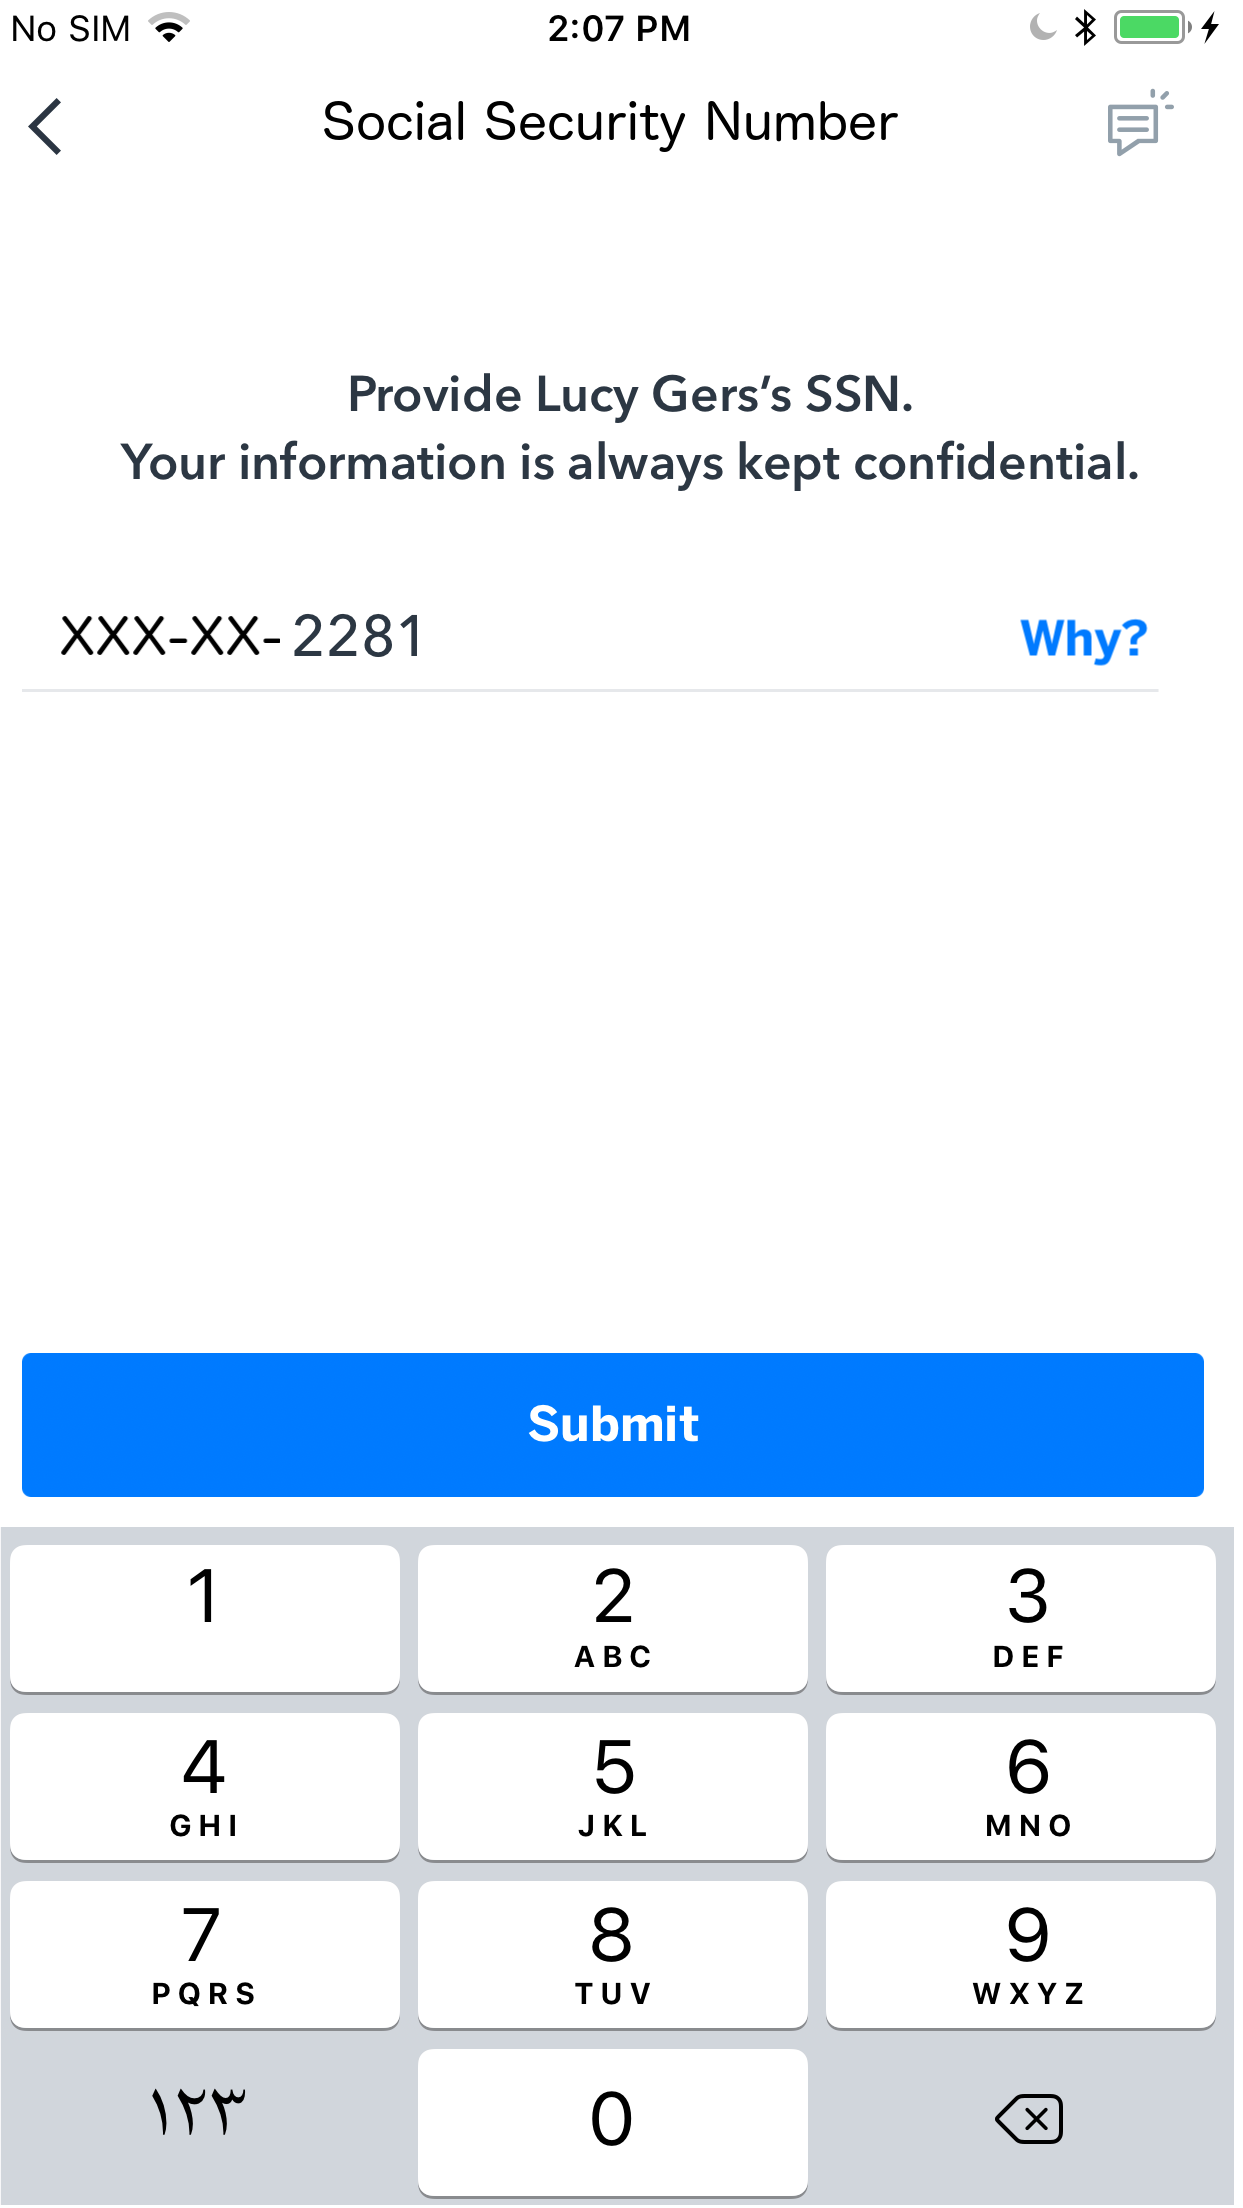 No SIM 2:07 PM
Social Security Number
Provide Lucy Gers’s SSN.
Your information is always kept confidential.
XXX-XX- 2281 Why?
Submit
1 2 3
ABC DEF
4 5 6
GHI JKL MNO
7 8 9
PQRS TUV WXYZ
١٢٣ 0